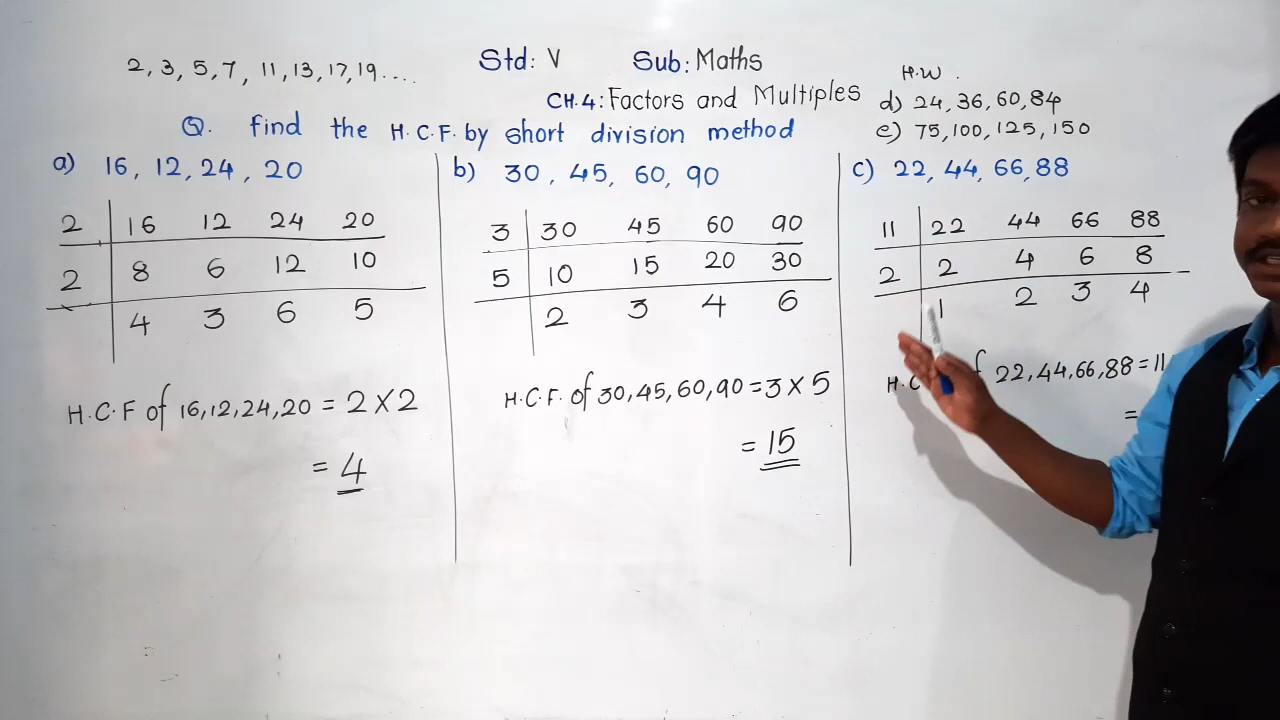 2, 3, 5, 7, 11, 13, 17, 19....
Std: V Sub: Maths
CH.4: Factors and Multiples
H.W.
d) 24, 36, 60, 84
e) 75, 100, 125, 150
Q. find the H.C.F. by short division method
a) 16, 12, 24, 20
2 16 12 24 20
2 8 6 12 10
4 3 6 5
H.C.F of 16, 12, 24, 20 = 2 X 2
= 4
b) 30, 45, 60, 90
3 30 45 60 90
5 10 15 20 30
2 3 4 6
H.C.F. of 30, 45, 60, 90 = 3 X 5
= 15
c) 22, 44, 66, 88
11 22 44 66 88
2 2 4 6 8
1 2 3 4
22, 44, 66, 88 = 11
=